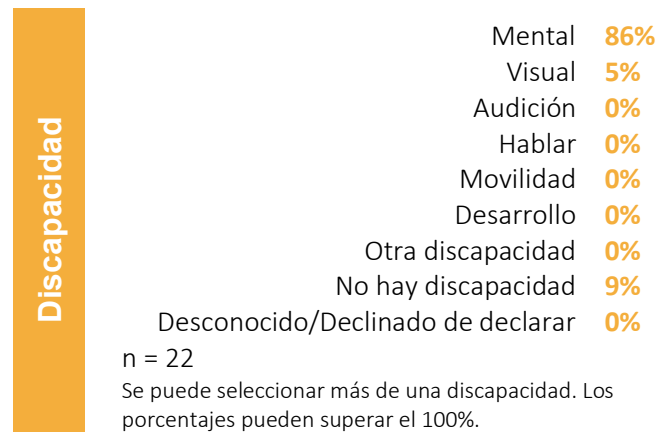 Discapacidad
Mental 86%
Visual 5%
Audición 0%
Hablar 0%
Movilidad 0%
Desarrollo 0%
Otra discapacidad 0%
No hay discapacidad 9%
Desconocido/Declinado de declarar 0%
n = 22
Se puede seleccionar más de una discapacidad. Los
porcentajes pueden superar el 100%.